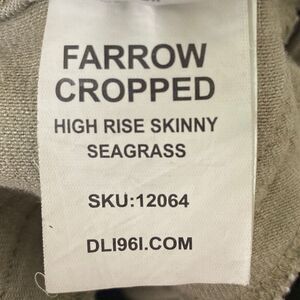 FARROW
CROPPED
HIGH RISE SKINNY
SEAGRASS
SKU:12064
DLI96I.COM